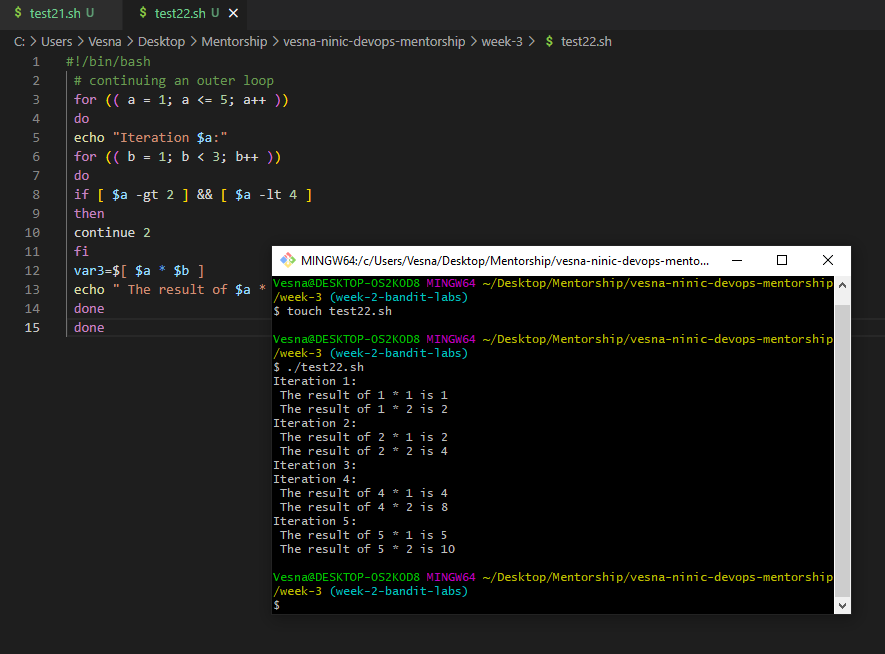 $ test21.sh U $ test22.sh U ✕
C: > Users > Vesna > Desktop > Mentorship > vesna-ninic-devops-mentorship > week-3 > $ test22.sh
1 #!/bin/bash
2 # continuing an outer loop
3 for (( a = 1; a <= 5; a++ ))
4 do
5 echo "Iteration $a:"
6 for (( b = 1; b < 3; b++ ))
7 do
8 if [ $a -gt 2 ] && [ $a -lt 4 ]
9 then
10 continue 2
11 fi
12 var3=$[ $a * $b ]
13 echo " The result of $a *
14 done
15 done
MINGW64:/c/Users/Vesna/Desktop/Mentorship/vesna-ninic-devops-mento...
Vesna@DESKTOP-OS2KOD8 MINGW64 ~/Desktop/Mentorship/vesna-ninic-devops-mentorship
/week-3 (week-2-bandit-labs)
$ touch test22.sh
Vesna@DESKTOP-OS2KOD8 MINGW64 ~/Desktop/Mentorship/vesna-ninic-devops-mentorship
/week-3 (week-2-bandit-labs)
$ ./test22.sh
Iteration 1:
The result of 1 * 1 is 1
The result of 1 * 2 is 2
Iteration 2:
The result of 2 * 1 is 2
The result of 2 * 2 is 4
Iteration 3:
Iteration 4:
The result of 4 * 1 is 4
The result of 4 * 2 is 8
Iteration 5:
The result of 5 * 1 is 5
The result of 5 * 2 is 10
Vesna@DESKTOP-OS2KOD8 MINGW64 ~/Desktop/Mentorship/vesna-ninic-devops-mentorship
/week-3 (week-2-bandit-labs)
$